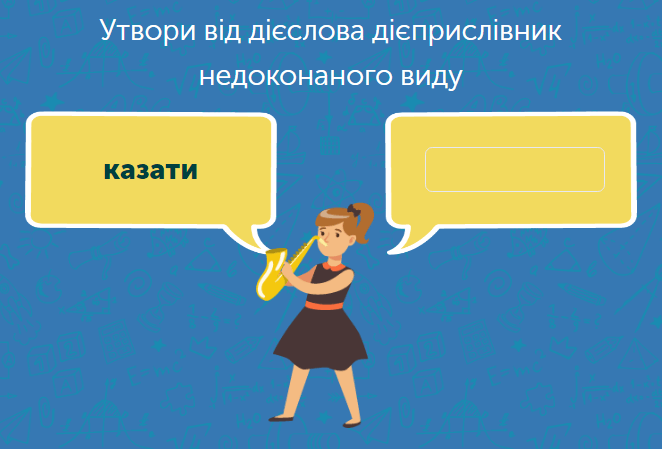 Утвори від дієслова дієприслівник
недоконаного виду
казати